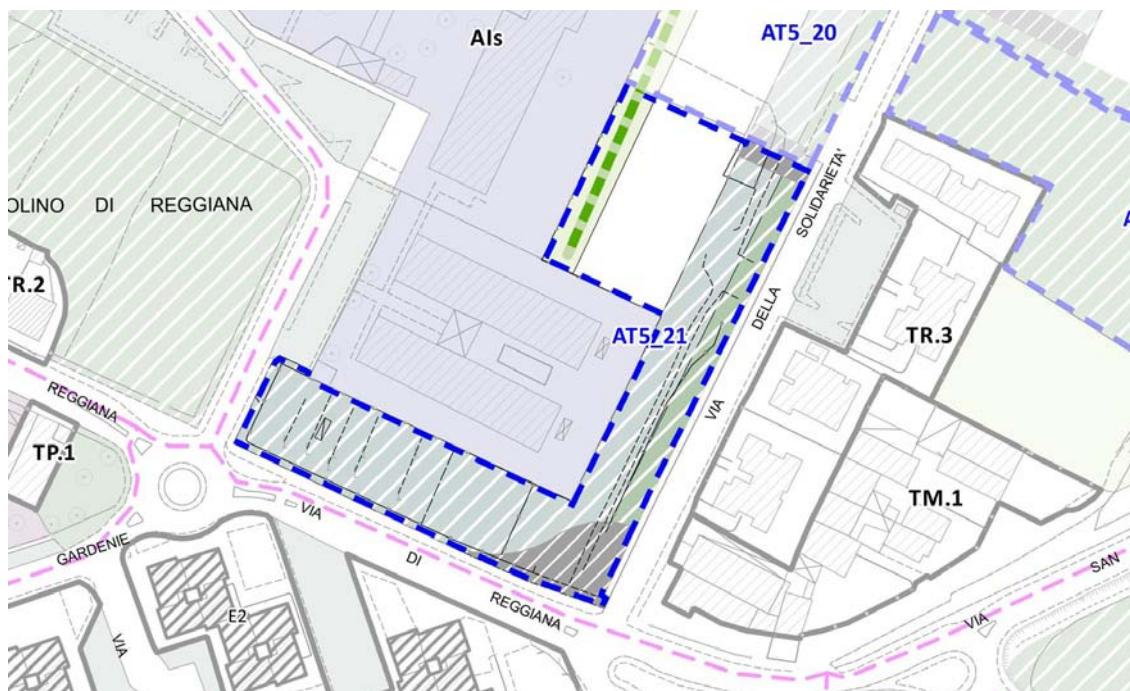 AIs
AT5_20
OLINO DI REGGIANA
SOLIDARIETA'
DELLA
VIA
TR.2
AT5_21
TR.3
REGGIANA
TP.1
TM.1
VIA
DI
REGGIANA
GARDENIE
VIA
E2
VIA
SAN